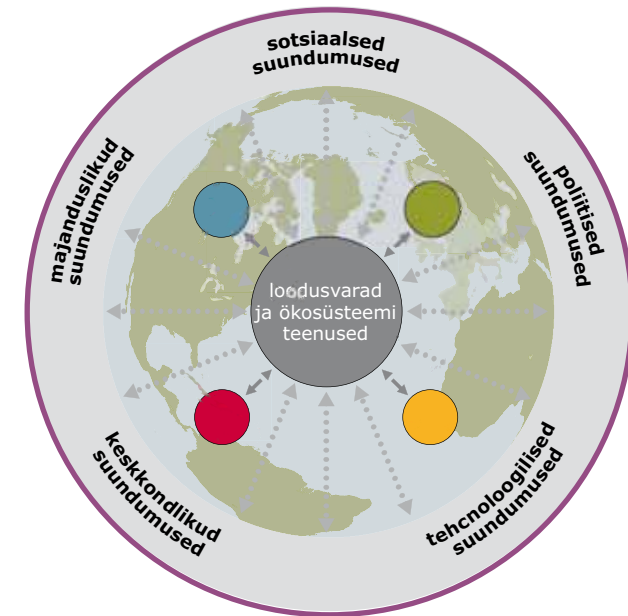 sotsiaalsed
suundumused
majanduslikud
suundumused
poliitised
suundumused
loodusvarad
ja ökosüsteemi
teenused
keskkondlikud
suundumused
tehcnoloogilised
suundumused